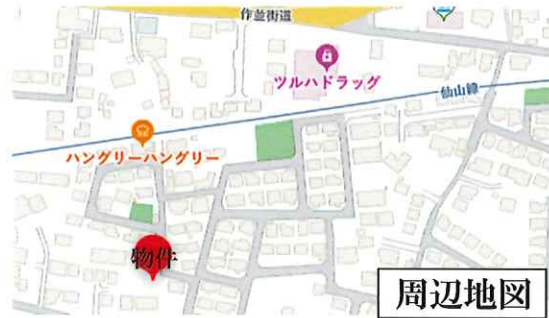 作並街道
ツルハドラッグ
仙山線
ハングリーハングリー
物件
周辺地図